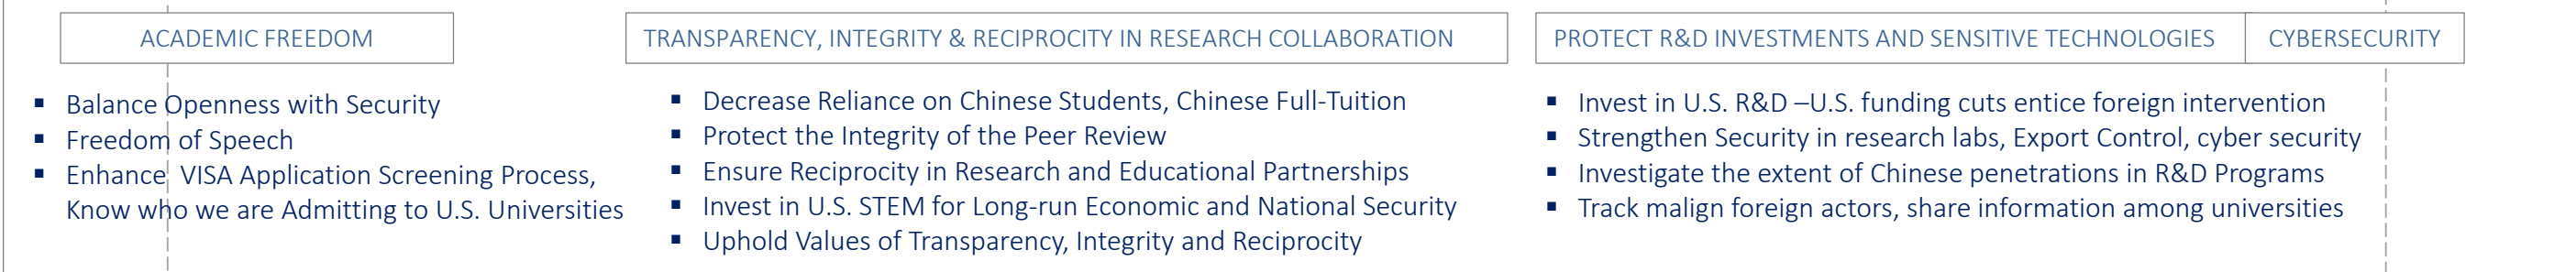 ACADEMIC FREEDOM
▪ Balance Openness with Security
▪ Freedom of Speech
▪ Enhance VISA Application Screening Process,
Know who we are Admitting to U.S. Universities
TRANSPARENCY, INTEGRITY & RECIPROCITY IN RESEARCH COLLABORATION
▪ Decrease Reliance on Chinese Students, Chinese Full-Tuition
▪ Protect the Integrity of the Peer Review
▪ Ensure Reciprocity in Research and Educational Partnerships
▪ Invest in U.S. STEM for Long-run Economic and National Security
▪ Uphold Values of Transparency, Integrity and Reciprocity
PROTECT R&D INVESTMENTS AND SENSITIVE TECHNOLOGIES
CYBERSECURITY
▪ Invest in U.S. R&D –U.S. funding cuts entice foreign intervention
▪ Strengthen Security in research labs, Export Control, cyber security
▪ Investigate the extent of Chinese penetrations in R&D Programs
▪ Track malign foreign actors, share information among universities